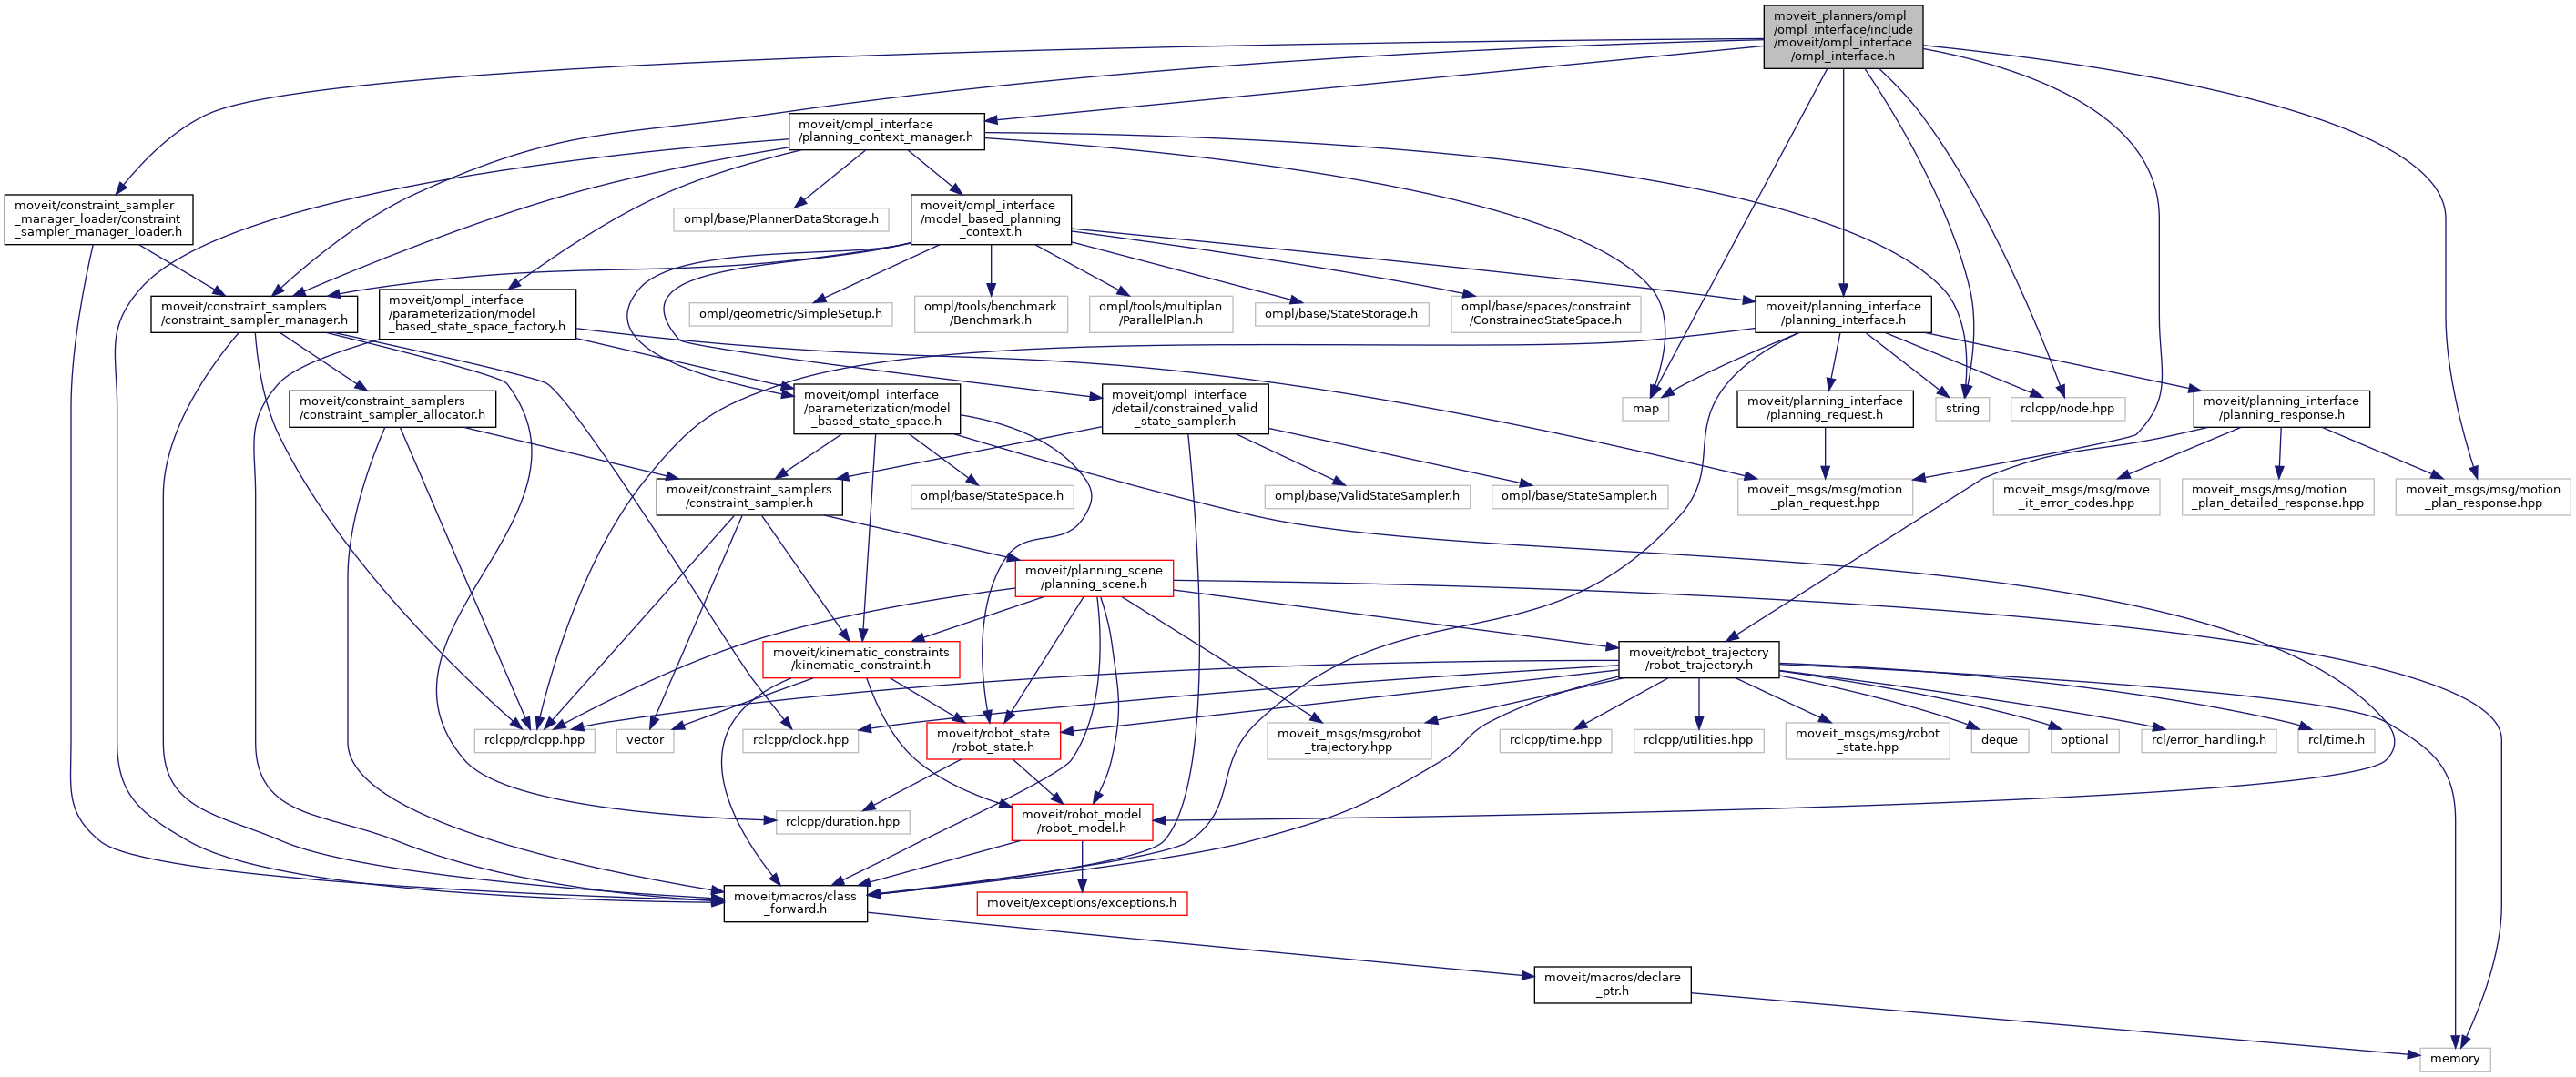 moveit_planners/ompl
/ompl_interface/include
/moveit/ompl_interface
/ompl_interface.h
moveit/ompl_interface
/planning_context_manager.h
moveit/constraint_sampler
_manager_loader/constraint
_sampler_manager_loader.h
ompl/base/PlannerDataStorage.h
moveit/ompl_interface
/model_based_planning
_context.h
moveit/constraint_samplers
/constraint_sampler_manager.h
moveit/ompl_interface
/parameterization/model
_based_state_space_factory.h
ompl/geometric/SimpleSetup.h
ompl/tools/benchmark
/Benchmark.h
ompl/tools/multiplan
/ParallelPlan.h
ompl/base/StateStorage.h
ompl/base/spaces/constraint
/ConstrainedStateSpace.h
moveit/planning_interface
/planning_interface.h
moveit/constraint_samplers
/constraint_sampler_allocator.h
moveit/ompl_interface
/parameterization/model
_based_state_space.h
moveit/ompl_interface
/detail/constrained_valid
_state_sampler.h
map
moveit/planning_interface
/planning_request.h
string
rclcpp/node.hpp
moveit/planning_interface
/planning_response.h
moveit/constraint_samplers
/constraint_sampler.h
ompl/base/StateSpace.h
ompl/base/ValidStateSampler.h
ompl/base/StateSampler.h
moveit_msgs/msg/motion
_plan_request.hpp
moveit_msgs/msg/move
_it_error_codes.hpp
moveit_msgs/msg/motion
_plan_detailed_response.hpp
moveit_msgs/msg/motion
_plan_response.hpp
moveit/planning_scene
/planning_scene.h
moveit/kinematic_constraints
/kinematic_constraint.h
moveit/robot_trajectory
/robot_trajectory.h
rclcpp/rclcpp.hpp
vector
rclcpp/clock.hpp
moveit/robot_state
/robot_state.h
moveit_msgs/msg/robot
_trajectory.hpp
rclcpp/time.hpp
rclcpp/utilities.hpp
moveit_msgs/msg/robot
_state.hpp
deque
optional
rcl/error_handling.h
rcl/time.h
rclcpp/duration.hpp
moveit/robot_model
/robot_model.h
moveit/macros/class
_forward.h
moveit/exceptions/exceptions.h
moveit/macros/declare
_ptr.h
memory